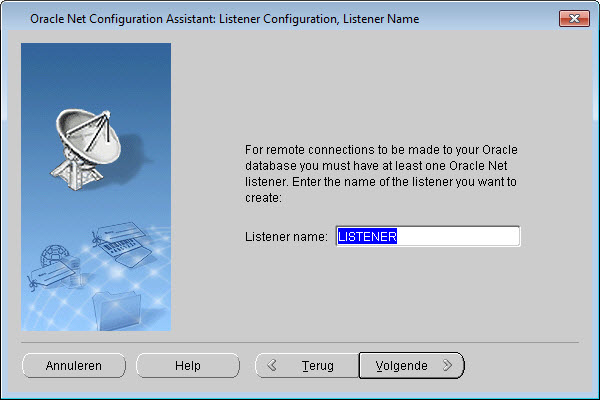 Oracle Net Configuration Assistant: Listener Configuration, Listener Name
For remote connections to be made to your Oracle
database you must have at least one Oracle Net
listener. Enter the name of the listener you want to
create:
Listener name: LISTENER
Annuleren Help Terug Volgende